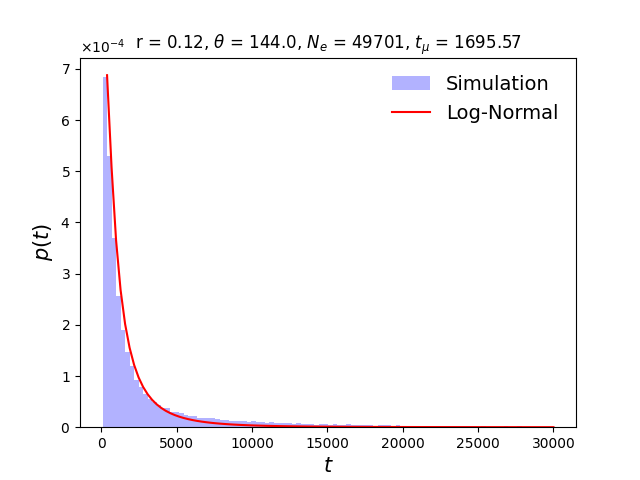 ×10⁻⁴ r = 0.12, θ = 144.0, Nₑ = 49701, t_μ = 1695.57
Simulation
Log-Normal
7
6
5
4
3
2
1
0
p(t)
0 5000 10000 15000 20000 25000 30000
t